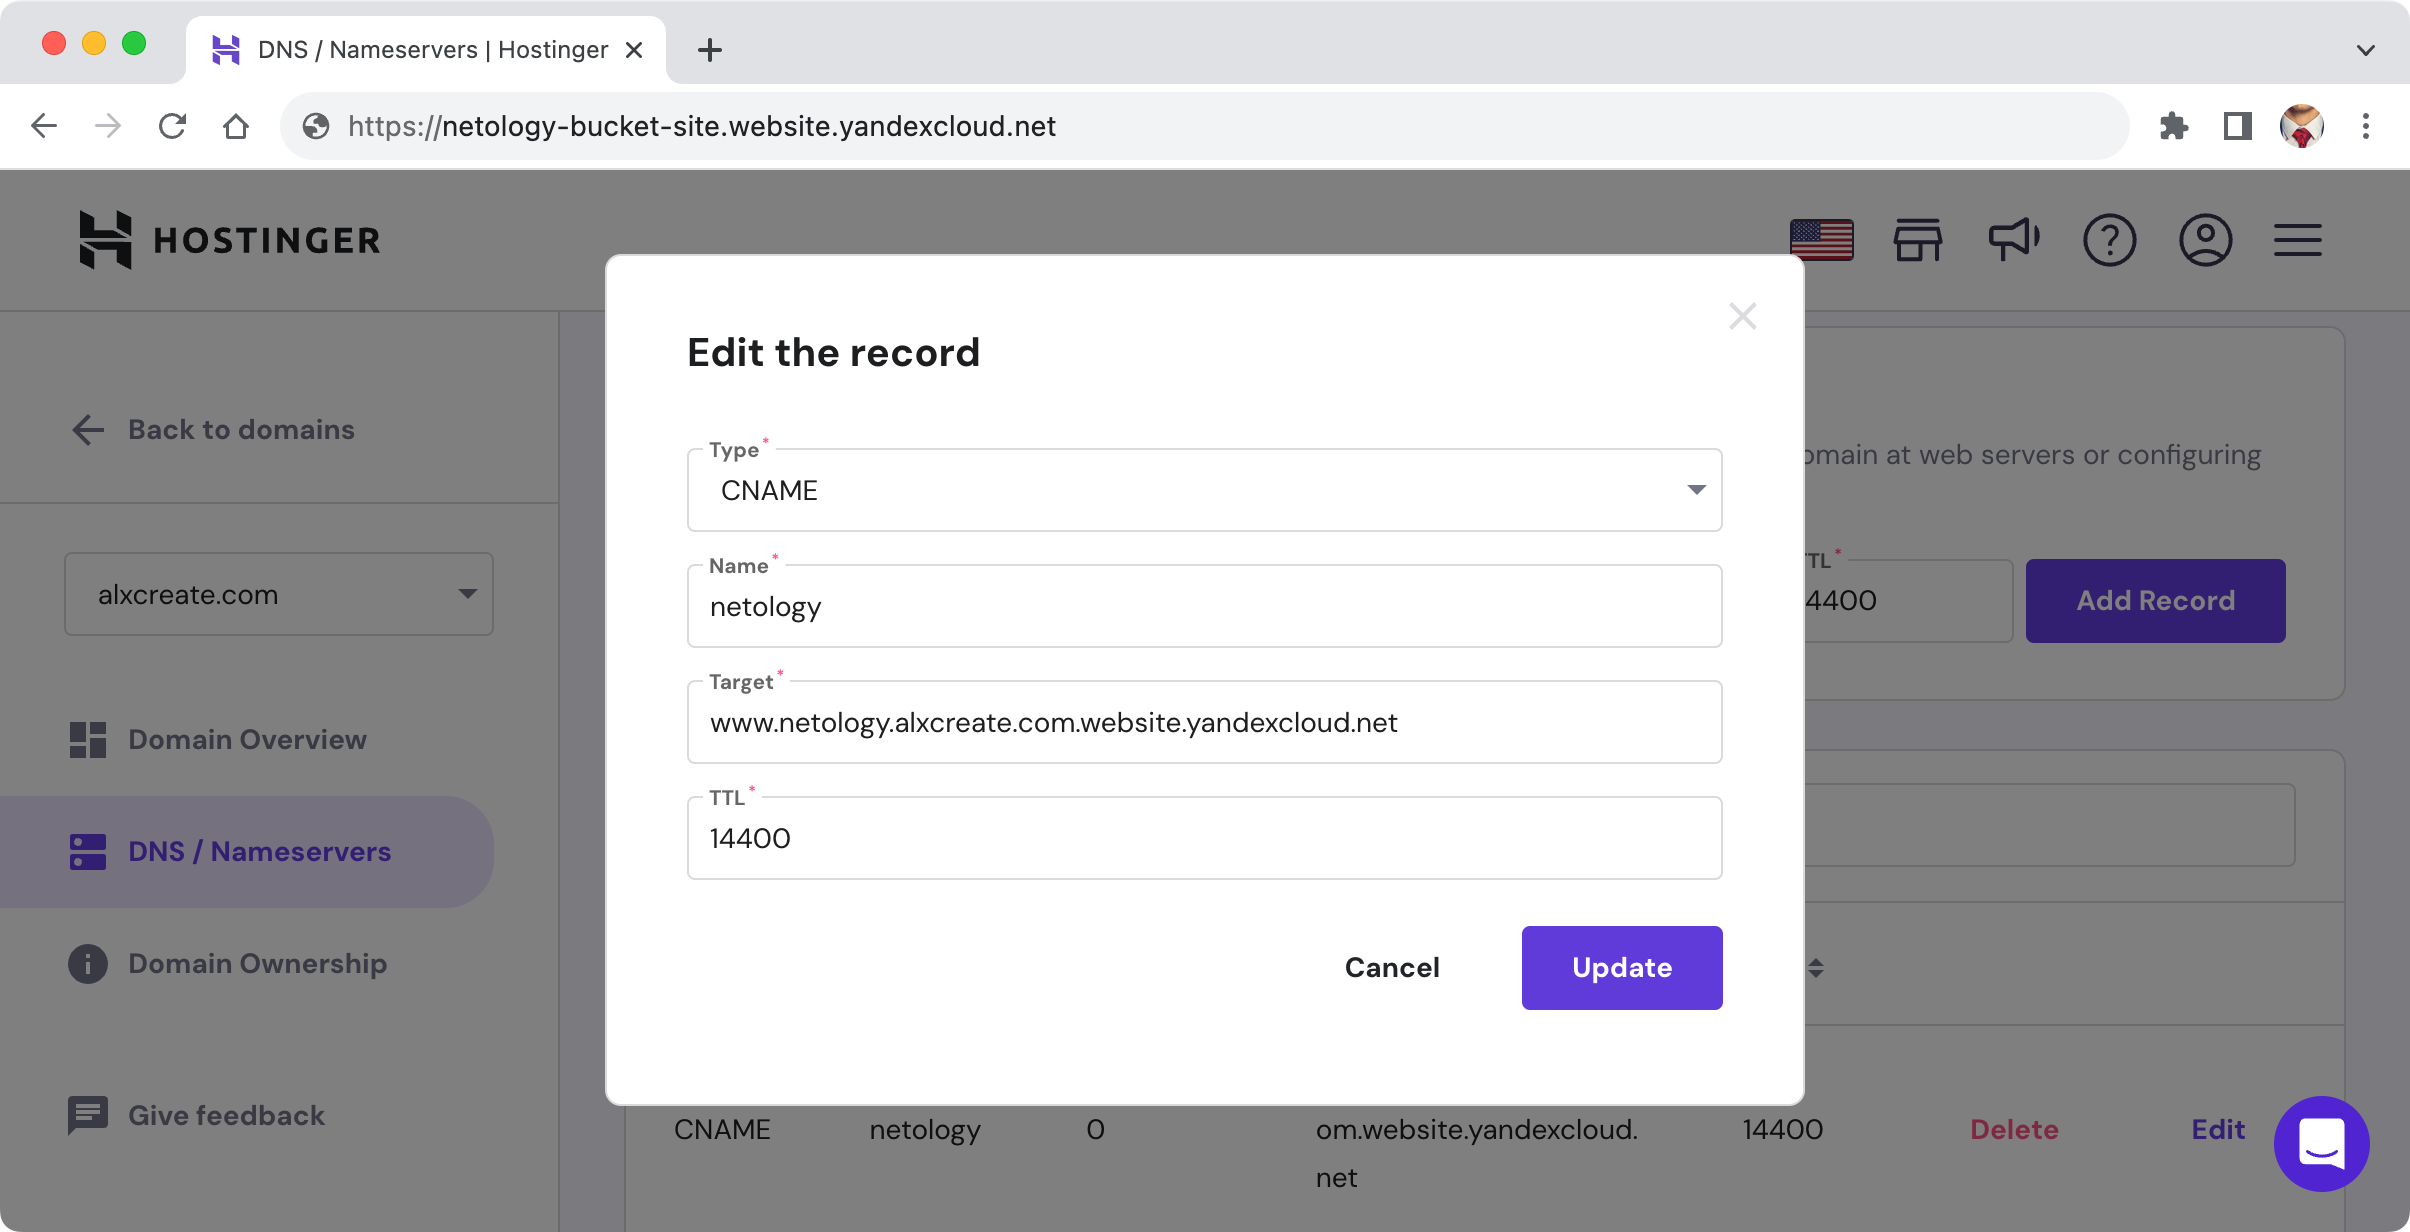 DNS / Nameservers | Hostinger
https://netology-bucket-site.website.yandexcloud.net
HOSTINGER
Back to domains
alxcreate.com
Domain Overview
DNS / Nameservers
Domain Ownership
Give feedback
Edit the record
Type*
CNAME
Name*
netology
Target*
www.netology.alxcreate.com.website.yandexcloud.net
TTL*
14400
Cancel
Update
omain at web servers or configuring
TL*
4400
Add Record
CNAME netology 0 om.website.yandexcloud. 14400 Delete Edit
net